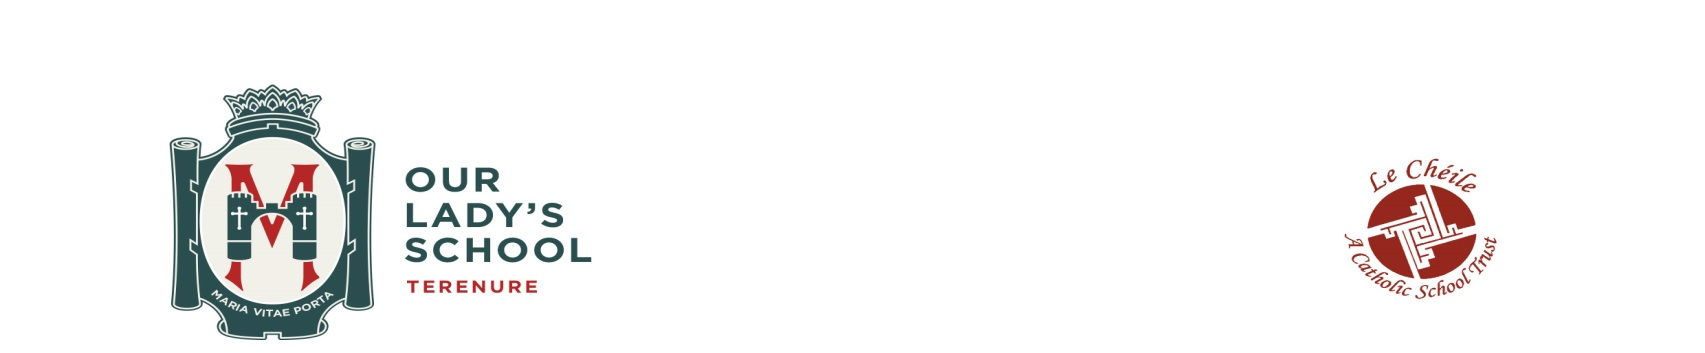 OUR
LADY’S
SCHOOL
TERENURE
MARIA VITAE PORTA
Le Chéile
A Catholic School Trust